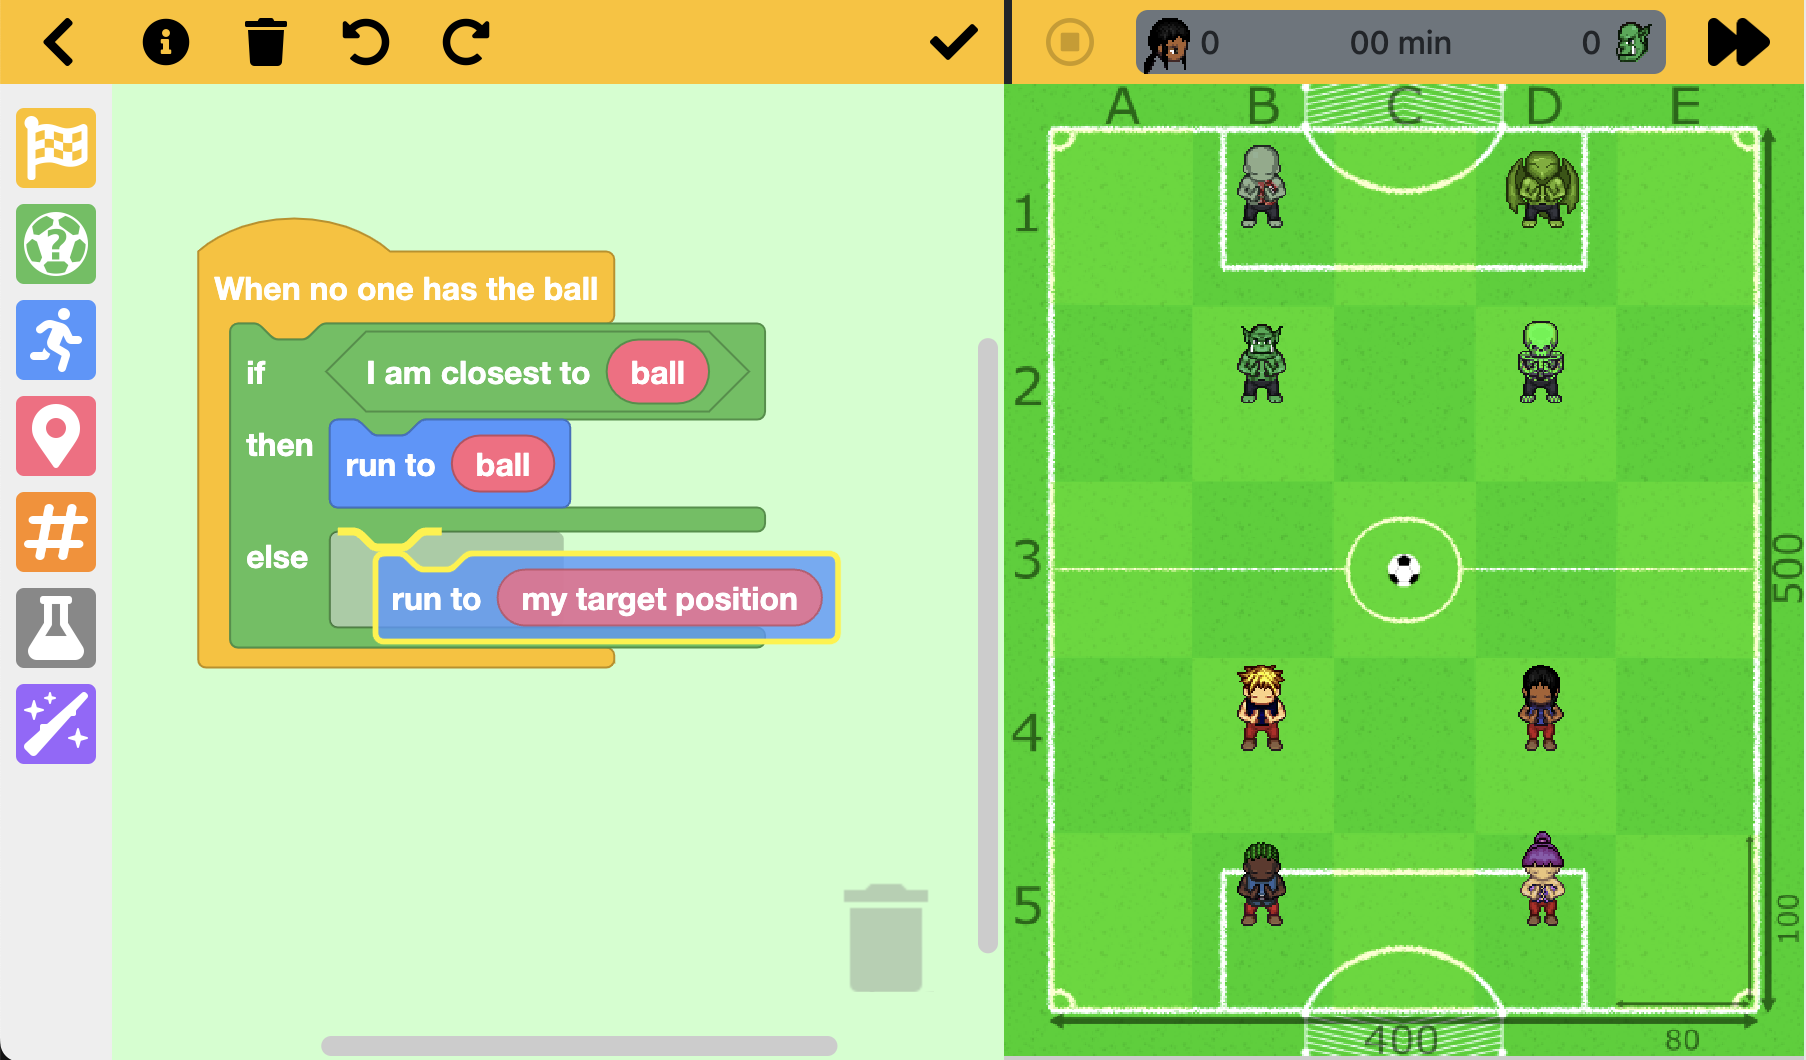 When no one has the ball
if I am closest to ball
then run to ball
else run to my target position
0 00 min 0
A B C D E
1
2
3
4
5
500
100
400
80